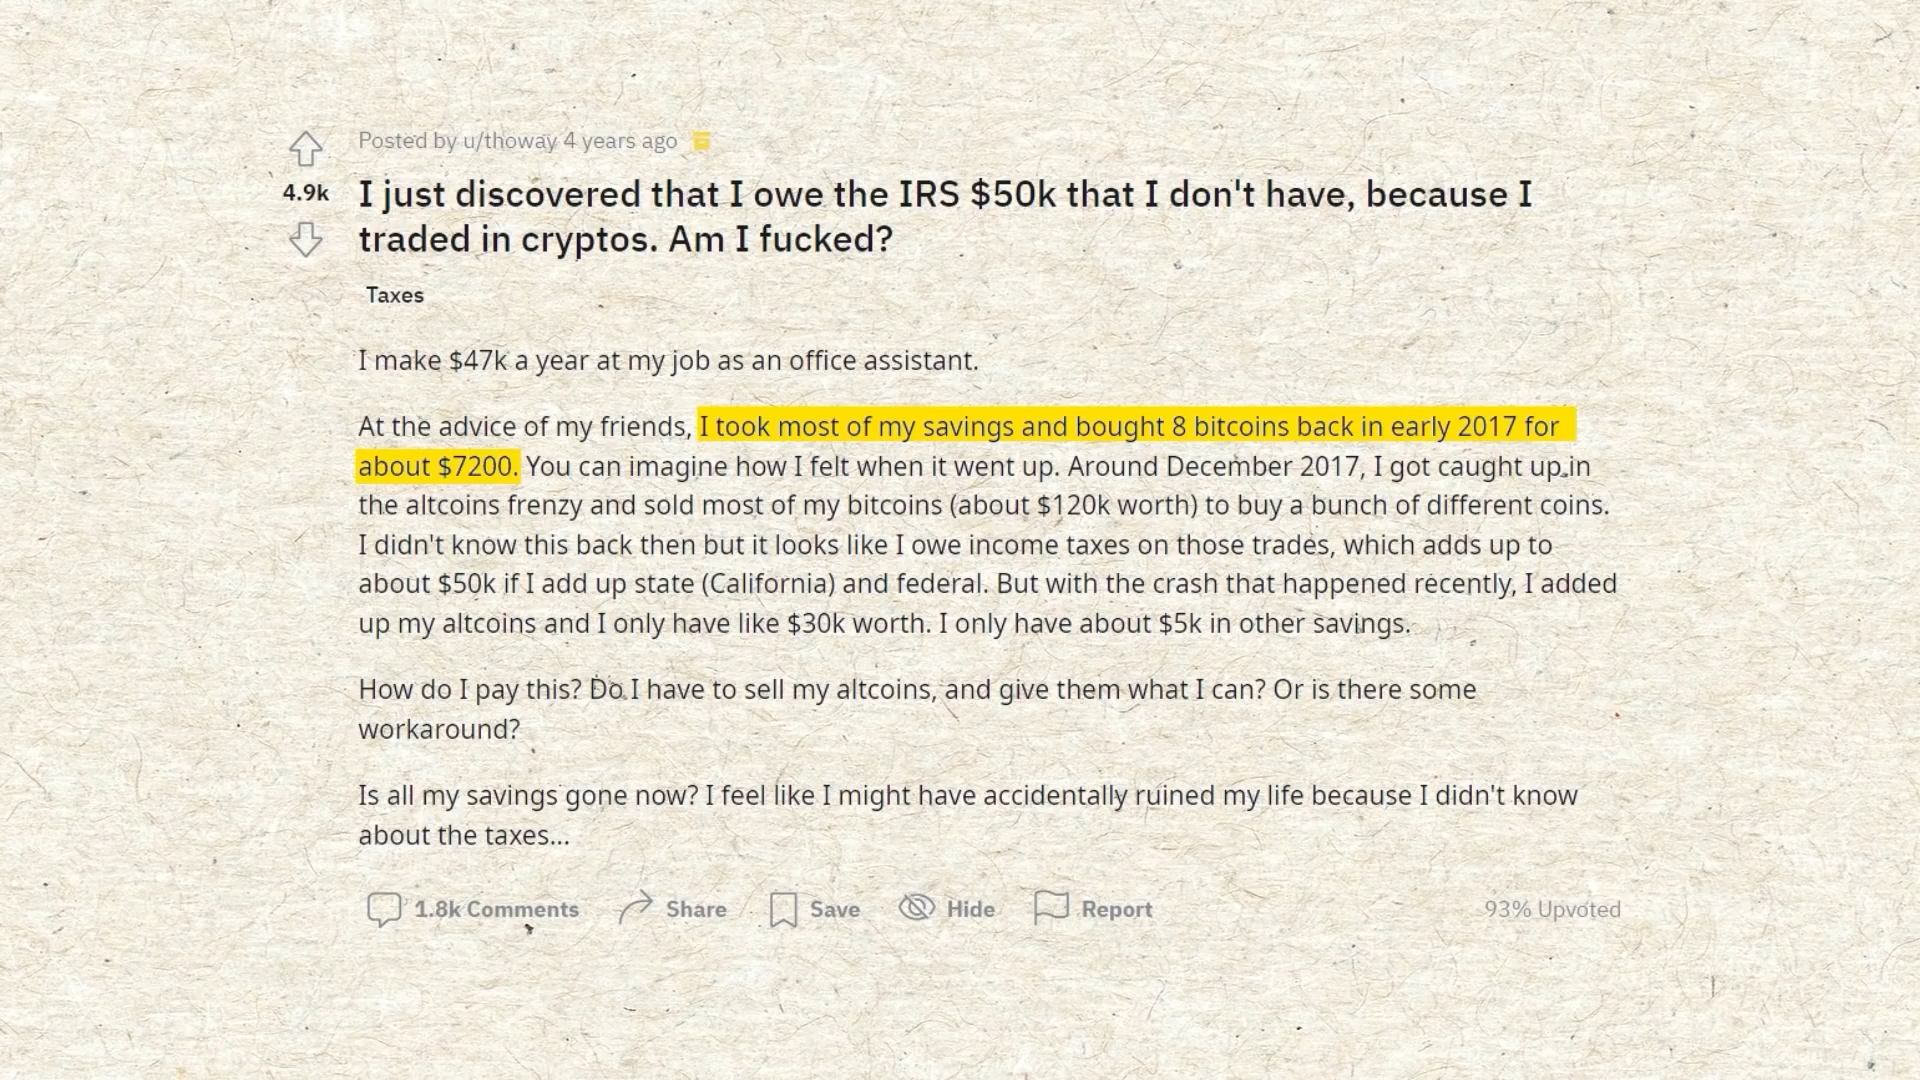 Posted by u/thoway 4 years ago
4.9k
I just discovered that I owe the IRS $50k that I don't have, because I
traded in cryptos. Am I fucked?
Taxes
I make $47k a year at my job as an office assistant.
At the advice of my friends, I took most of my savings and bought 8 bitcoins back in early 2017 for
about $7200. You can imagine how I felt when it went up. Around December 2017, I got caught up in
the altcoins frenzy and sold most of my bitcoins (about $120k worth) to buy a bunch of different coins.
I didn't know this back then but it looks like I owe income taxes on those trades, which adds up to
about $50k if I add up state (California) and federal. But with the crash that happened recently, I added
up my altcoins and I only have like $30k worth. I only have about $5k in other savings.
How do I pay this? Do I have to sell my altcoins, and give them what I can? Or is there some
workaround?
Is all my savings gone now? I feel like I might have accidentally ruined my life because I didn't know
about the taxes...
1.8k Comments Share Save Hide Report 93% Upvoted